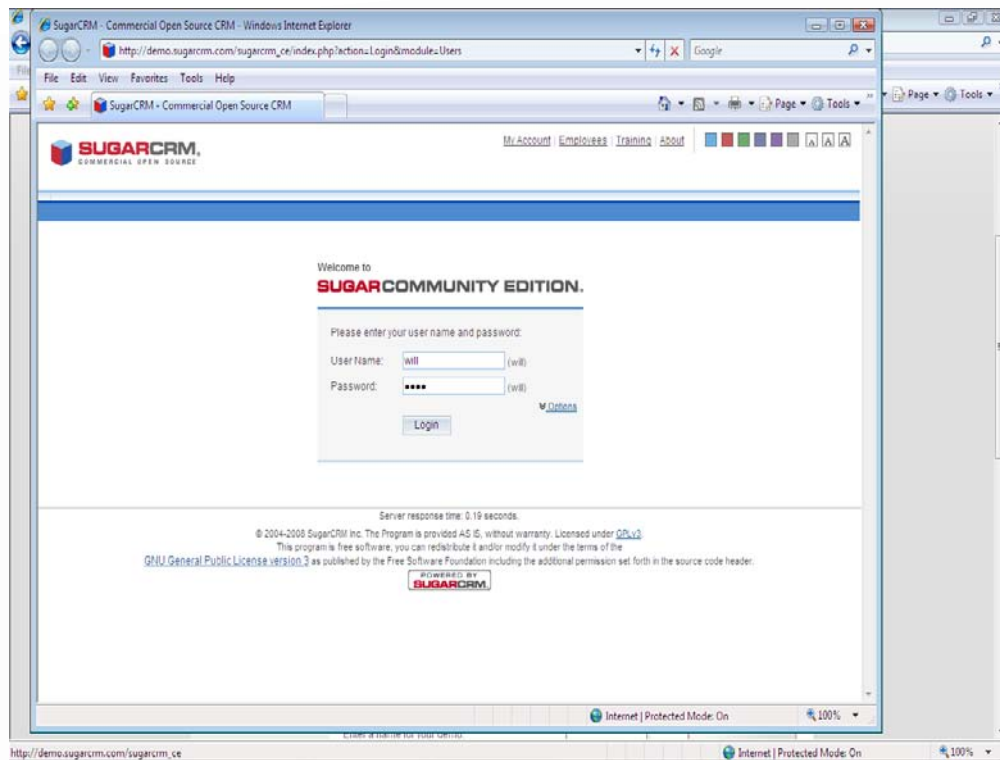 SugarCRM - Commercial Open Source CRM - Windows Internet Explorer
http://demo.sugarcrm.com/sugarcrm_ce/index.php?action=Login&module=Users
Google
File Edit View Favorites Tools Help
SugarCRM - Commercial Open Source CRM
Page Tools
Page Tools
SUGARCRM.
COMMERCIAL OPEN SOURCE
My Account | Employees | Training | About
A A A
Welcome to
SUGARCOMMUNITY EDITION.
Please enter your user name and password:
User Name: will (will)
Password: •••• (will)
Options
Login
Server response time: 0.19 seconds.
© 2004-2008 SugarCRM Inc. The Program is provided AS IS, without warranty. Licensed under GPLv3.
This program is free software; you can redistribute it and/or modify it under the terms of the
GNU General Public License version 3 as published by the Free Software Foundation including the additional permission set forth in the source code header.
POWERED BY
SUGARCRM.
Internet | Protected Mode: On 100%
Enter a name for your demo:
http://demo.sugarcrm.com/sugarcrm_ce Internet | Protected Mode: On 100%